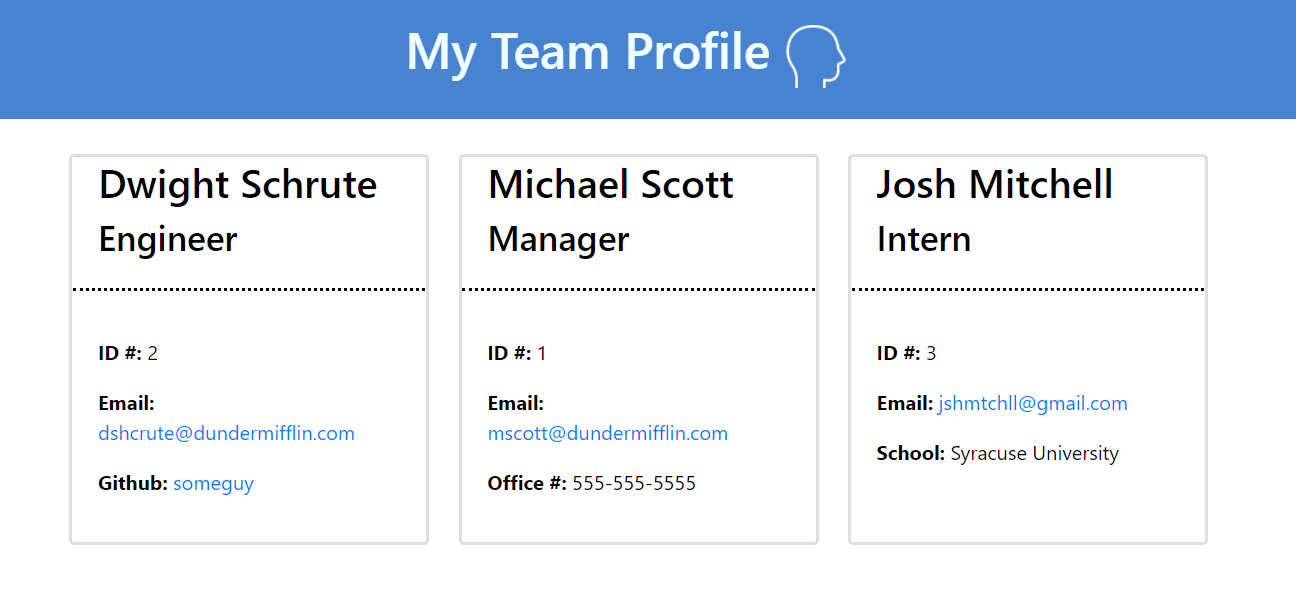 My Team Profile
Dwight Schrute
Engineer
ID #: 2
Email:
dshcrute@dundermifflin.com
Github: someguy
Michael Scott
Manager
ID #: 1
Email:
mscott@dundermifflin.com
Office #: 555-555-5555
Josh Mitchell
Intern
ID #: 3
Email: jshmtchll@gmail.com
School: Syracuse University